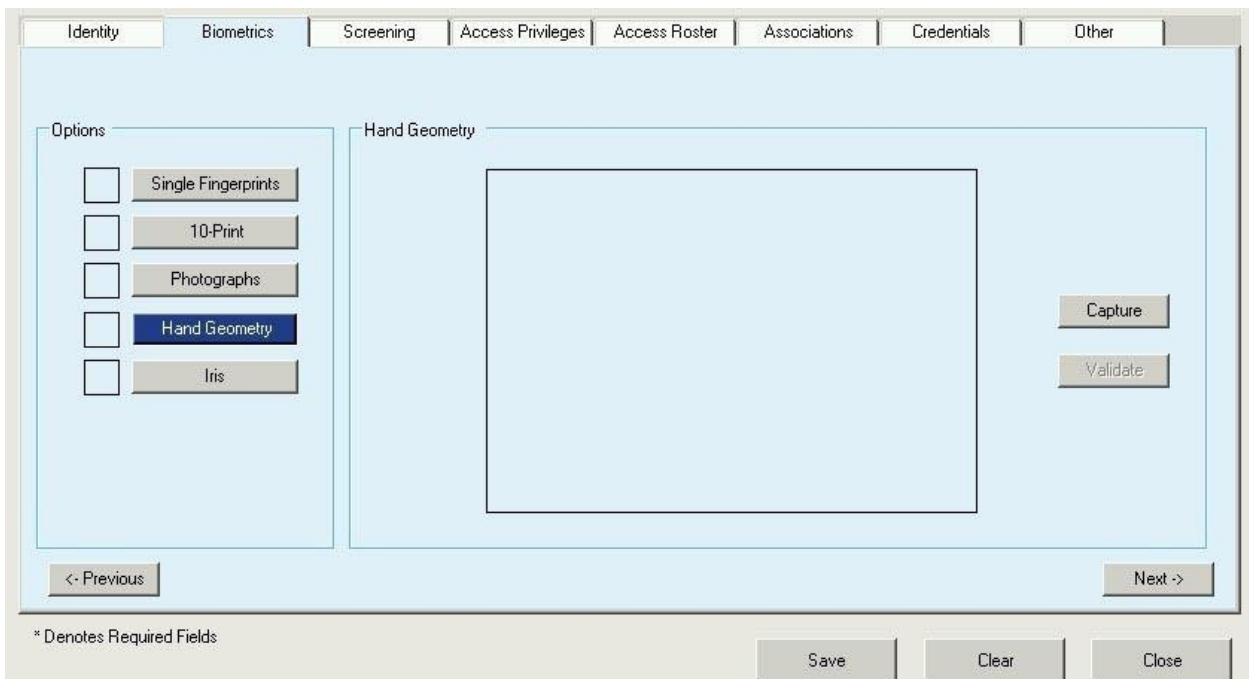 Identity Biometrics Screening Access Privileges Access Roster Associations Credentials Other
Options
Hand Geometry
Single Fingerprints
10-Print
Photographs
Hand Geometry
Iris
Capture
Validate
<- Previous
Next ->
* Denotes Required Fields
Save Clear Close